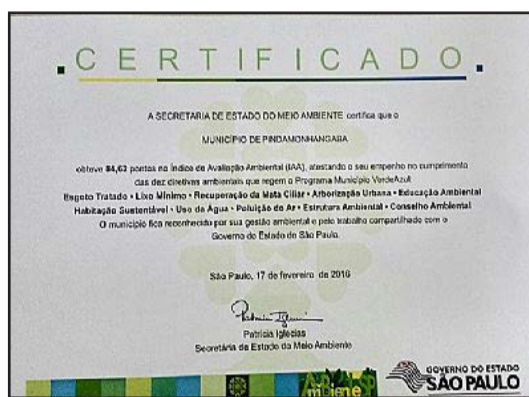 CERTIFICADO
A SECRETARIA DE ESTADO DO MEIO AMBIENTE certifica que o
MUNICÍPIO DE PINDAMONHANGABA
obteve 84,63 pontos no Índice de Avaliação Ambiental (IAA), atestando o seu empenho no cumprimento
das dez diretivas ambientais que regem o Programa Município VerdeAzul:
Esgoto Tratado • Lixo Mínimo • Recuperação da Mata Ciliar • Arborização Urbana • Educação Ambiental
Habitação Sustentável • Uso da Água • Poluição do Ar • Estrutura Ambiental • Conselho Ambiental
O município fica reconhecido por sua gestão ambiental e pelo trabalho compartilhado com o
Governo do Estado de São Paulo.
São Paulo, 17 de fevereiro de 2016
Patrícia Iglecias
Secretária de Estado do Meio Ambiente
GOVERNO DO ESTADO
SÃO PAULO